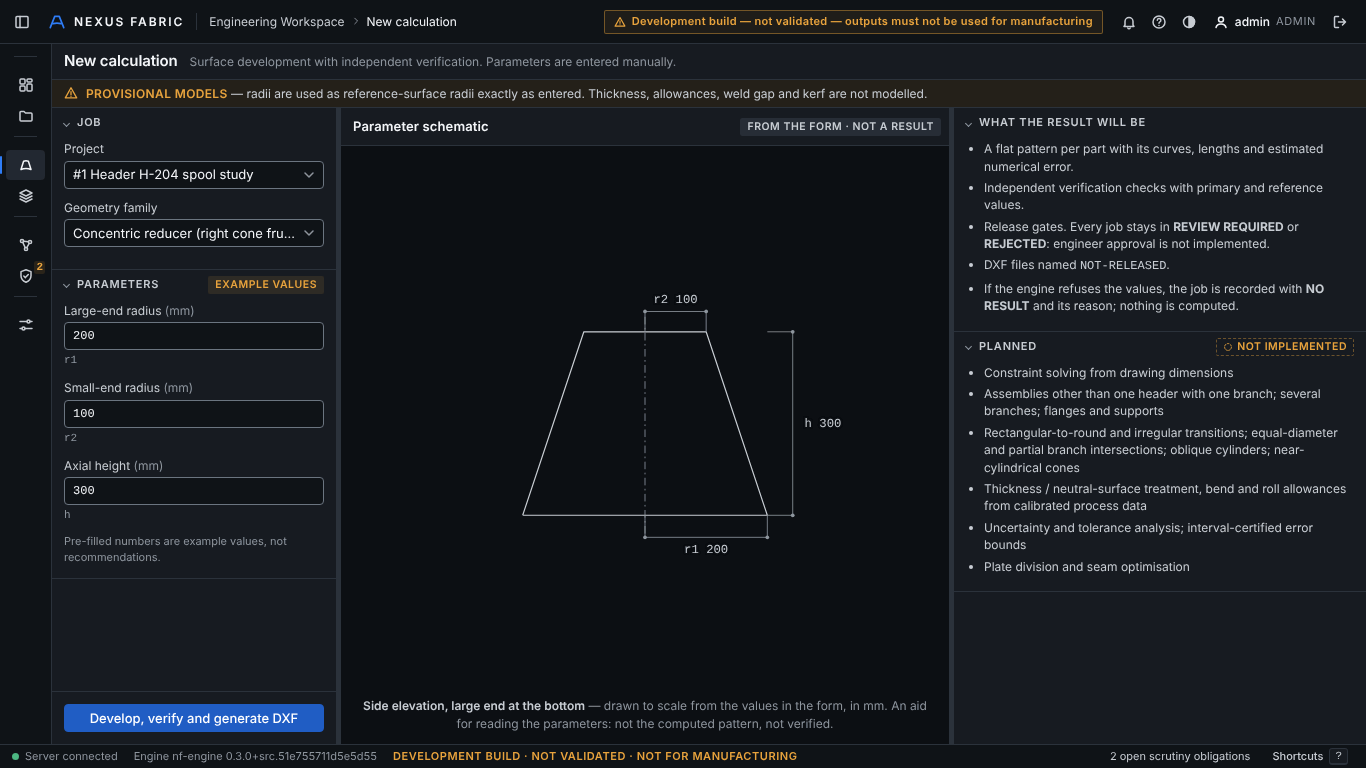 NEXUS FABRIC
Engineering Workspace
New calculation
Development build — not validated — outputs must not be used for manufacturing
admin ADMIN
New calculation
Surface development with independent verification. Parameters are entered manually.
PROVISIONAL MODELS — radii are used as reference-surface radii exactly as entered. Thickness, allowances, weld gap and kerf are not modelled.
2
JOB
Project
#1 Header H-204 spool study
Geometry family
Concentric reducer (right cone fru...
PARAMETERS
EXAMPLE VALUES
Large-end radius (mm)
200
r1
Small-end radius (mm)
100
r2
Axial height (mm)
300
h
Pre-filled numbers are example values, not
recommendations.
Develop, verify and generate DXF
Parameter schematic
FROM THE FORM · NOT A RESULT
r2 100
h 300
r1 200
Side elevation, large end at the bottom — drawn to scale from the values in the form, in mm. An aid
for reading the parameters: not the computed pattern, not verified.
WHAT THE RESULT WILL BE
• A flat pattern per part with its curves, lengths and estimated
numerical error.
• Independent verification checks with primary and reference
values.
• Release gates. Every job stays in REVIEW REQUIRED or
REJECTED: engineer approval is not implemented.
• DXF files named NOT-RELEASED.
• If the engine refuses the values, the job is recorded with NO
RESULT and its reason; nothing is computed.
PLANNED
NOT IMPLEMENTED
• Constraint solving from drawing dimensions
• Assemblies other than one header with one branch; several
branches; flanges and supports
• Rectangular-to-round and irregular transitions; equal-diameter
and partial branch intersections; oblique cylinders; near-
cylindrical cones
• Thickness / neutral-surface treatment, bend and roll allowances
from calibrated process data
• Uncertainty and tolerance analysis; interval-certified error
bounds
• Plate division and seam optimisation
Server connected
Engine nf-engine 0.3.0+src.51e755711d5e5d55
DEVELOPMENT BUILD · NOT VALIDATED · NOT FOR MANUFACTURING
2 open scrutiny obligations
Shortcuts ?